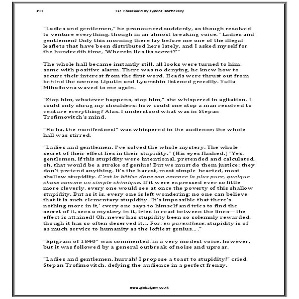 "Ladies and gentlemen," he pronounced suddenly, as though resolved
to venture everything, though in an almost breaking voice. "Ladies and
gentlemen! Only this morning there lay before me one of the illegal
leaflets that have been distributed here lately, and I asked myself for
the hundredth time, 'Wherein lies its secret?'"
The whole hall became instantly still, all looks were turned to him,
some with positive alarm. There was no denying, he knew how to
secure their interest from the first word. Heads were thrust out from
behind the scenes; Liputin and Lyamshin listened greedily. Yulia
Mihailovna waved to me again.
"Stop him, whatever happens, stop him," she whispered in agitation. I
could only shrug my shoulders; how could one stop a man resolved to
venture everything? Alas, I understood what was in Stepan
Trofimovitch's mind.
"Ha ha, the manifestoes!" was whispered in the audience; the whole
hall was stirred.
"Ladies and gentlemen, I've solved the whole mystery. The whole
secret of their effect lies in their stupidity." (His eyes flashed.) "Yes,
gentlemen, if this stupidity were intentional, pretended and calculated,
oh, that would be a stroke of genius! But we must do them justice: they
don't pretend anything. It's the barest, most simple-hearted, most
shallow stupidity. C'est la bêtise dans son essence la plus pure, quelque
chose comme un simple chimique. If it were expressed ever so little
more cleverly, every one would see at once the poverty of this shallow
stupidity. But as it is, every one is left wondering: no one can believe
that it is such elementary stupidity. 'It's impossible that there's
nothing more in it,' every one says to himself and tries to find the
secret of it, sees a mystery in it, tries to read between the lines—the
effect is attained! Oh, never has stupidity been so solemnly rewarded,
though it has so often deserved it.... For, en parenthèse, stupidity is of
as much service to humanity as the loftiest genius...."
"Epigram of 1840" was commented, in a very modest voice, however,
but it was followed by a general outbreak of noise and uproar.
"Ladies and gentlemen, hurrah! I propose a toast to stupidity!" cried
Stepan Trofimovitch, defying the audience in a perfect frenzy.